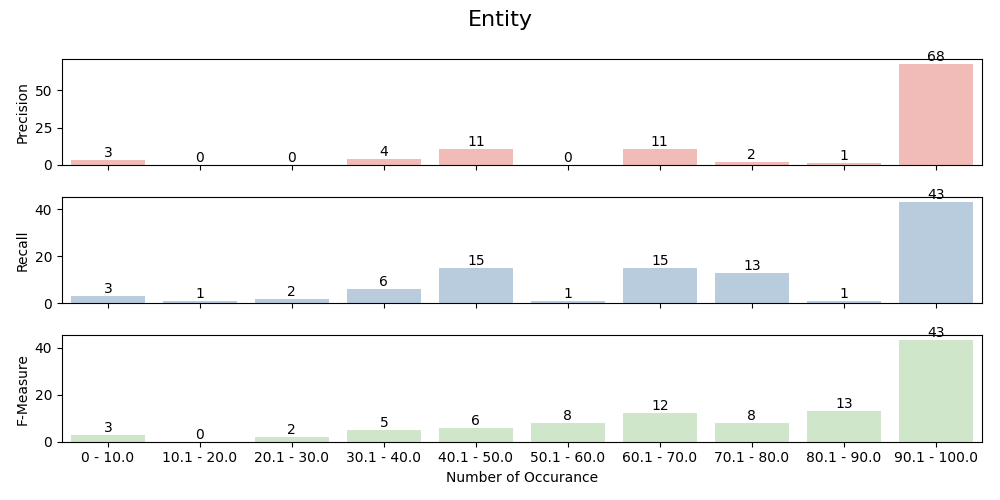 Entity
Precision
50
25
0
3 0 0 4 11 0 11 2 1 68
Recall
40
20
0
3 1 2 6 15 1 15 13 1 43
F-Measure
40
20
0
3 0 2 5 6 8 12 8 13 43
0 - 10.0 10.1 - 20.0 20.1 - 30.0 30.1 - 40.0 40.1 - 50.0 50.1 - 60.0 60.1 - 70.0 70.1 - 80.0 80.1 - 90.0 90.1 - 100.0
Number of Occurance